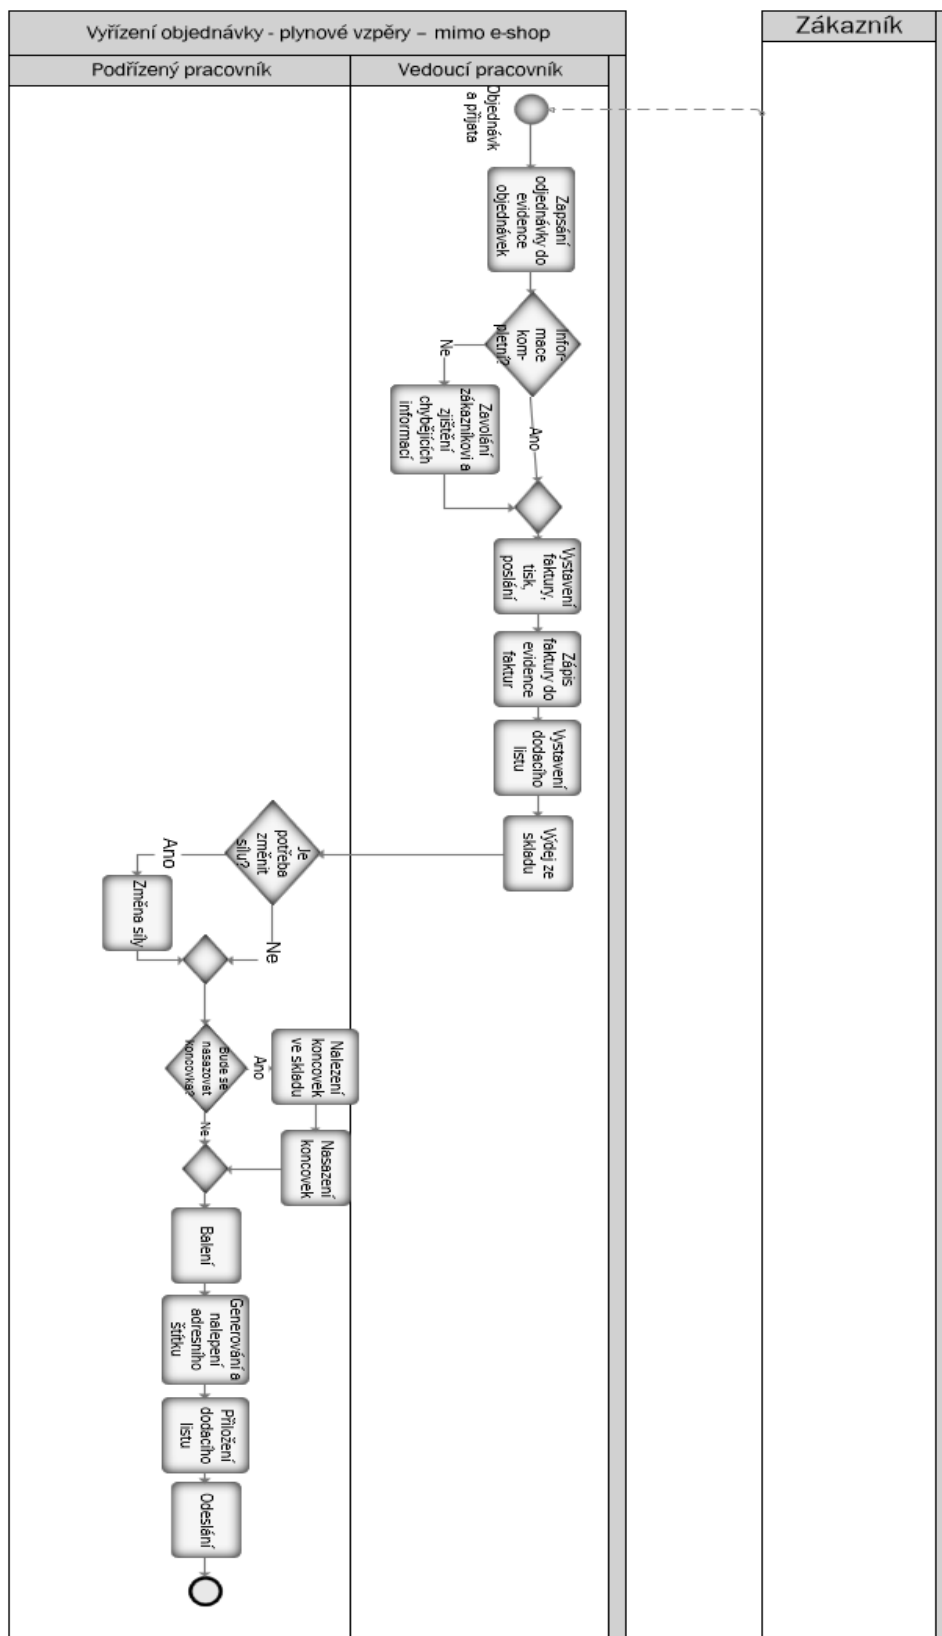 Vyřízení objednávky - plynové vzpěry – mimo e-shop
Zákazník
Podřízený pracovník
Vedoucí pracovník
Objednávk
a přijata
Zapsání
odjednávky do
evidence
objednávek
Infor-
mace
kom-
pletní?
Ne
Ano
Zavolání
zákazníkovi a
zjištění
chybějících
informací
Vystavení
faktury,
tisk,
poslání
Zápis
faktury do
evidence
faktur
Vystavení
dodacího
listu
Výdej ze
skladu
Je
potřeba
změnit
sílu?
Ano
Změna síly
Ne
Bude se
nasazovat
koncovka?
Ano
Nalezení
koncovek
ve skladu
Ne
Nasazení
koncovek
Balení
Generování a
nalepení
adresního
štítku
Přiložení
dodacího
listu
Odeslání